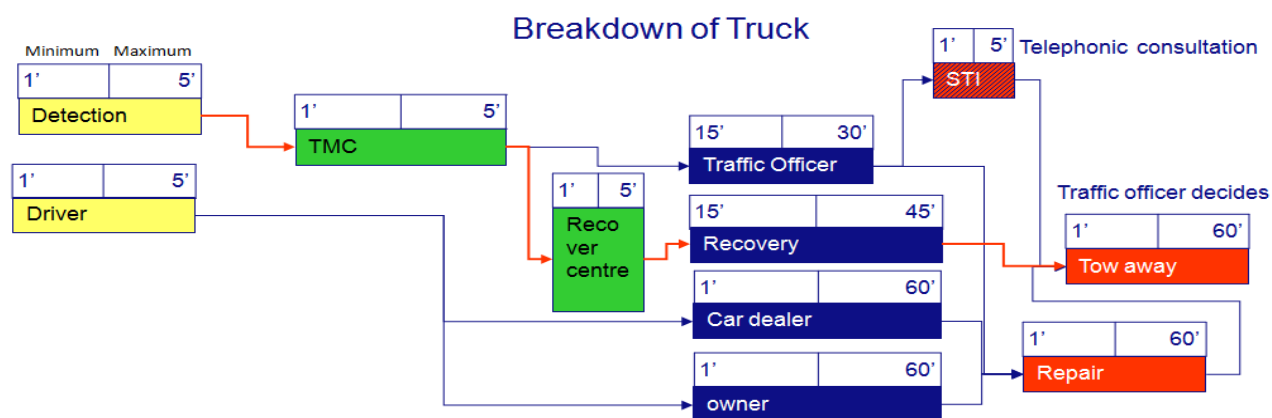 Breakdown of Truck
Minimum Maximum
1’ 5’
Detection
1’ 5’
Driver
1’ 5’
TMC
1’ 5’
Reco
ver
centre
15’ 30’
Traffic Officer
15’ 45’
Recovery
1’ 60’
Car dealer
1’ 60’
owner
1’ 5’
STI
Telephonic consultation
Traffic officer decides
1’ 60’
Tow away
1’ 60’
Repair